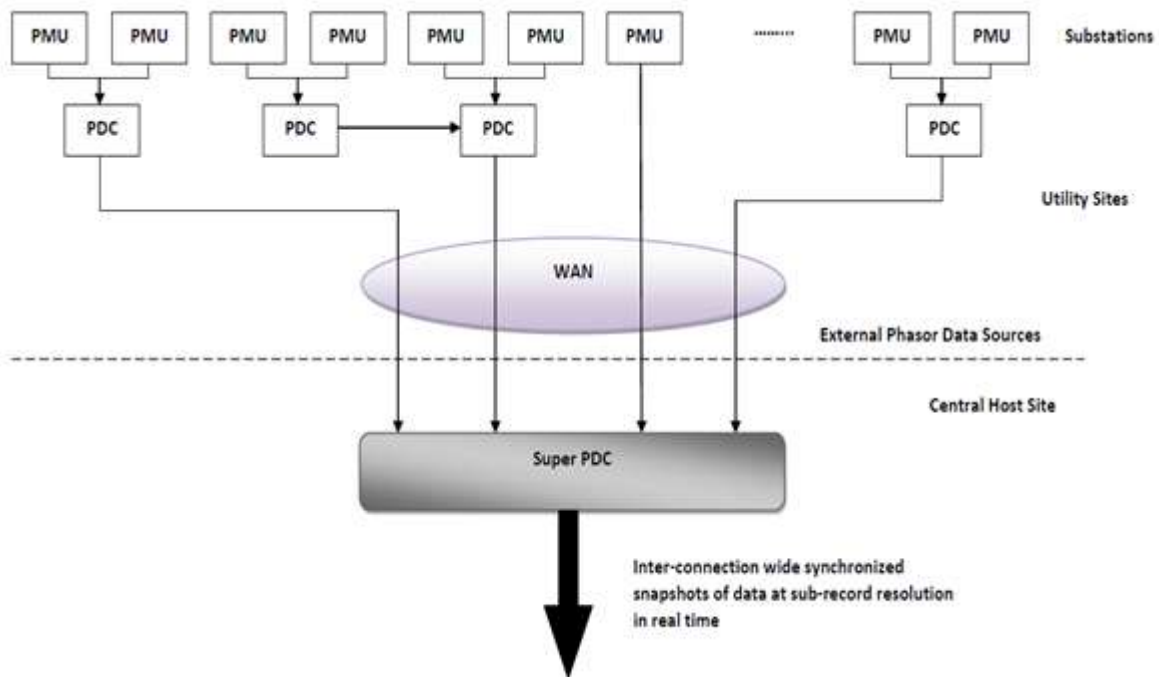 PMU PMU PMU PMU PMU PMU PMU ......... PMU PMU Substations
PDC PDC PDC PDC
Utility Sites
WAN
External Phasor Data Sources
Central Host Site
Super PDC
Inter-connection wide synchronized
snapshots of data at sub-record resolution
in real time